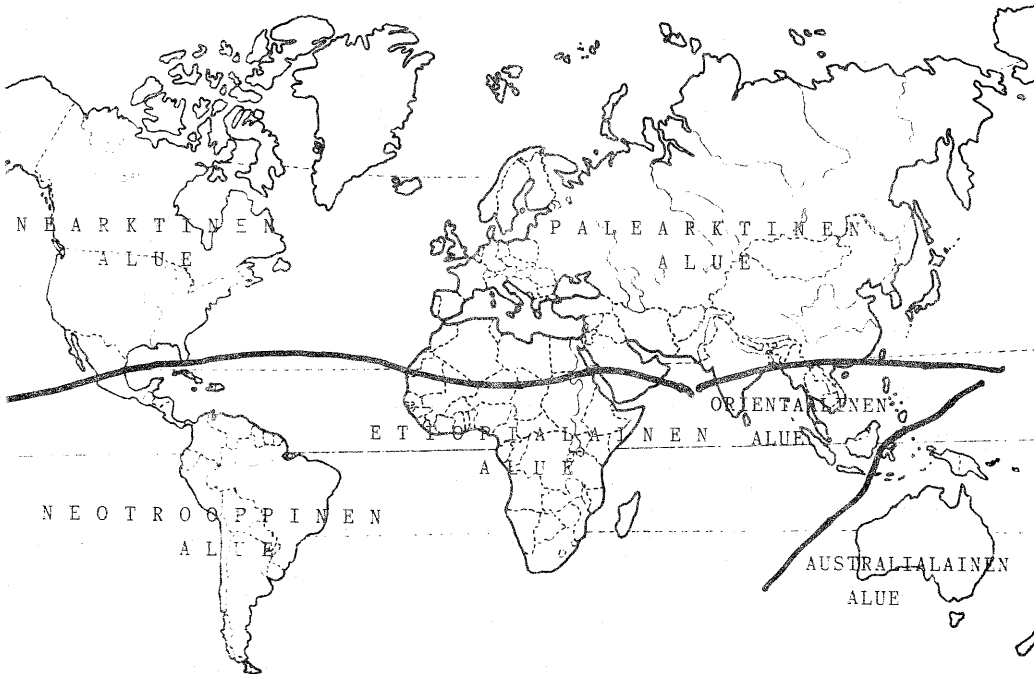 NEARKTINEN
ALUE
PALEARKTINEN
ALUE
ORIENTAALINEN
ALUE
ETIOPIALAINEN
ALUE
NEOTROOPPINEN
ALUE
AUSTRALIALAINEN
ALUE